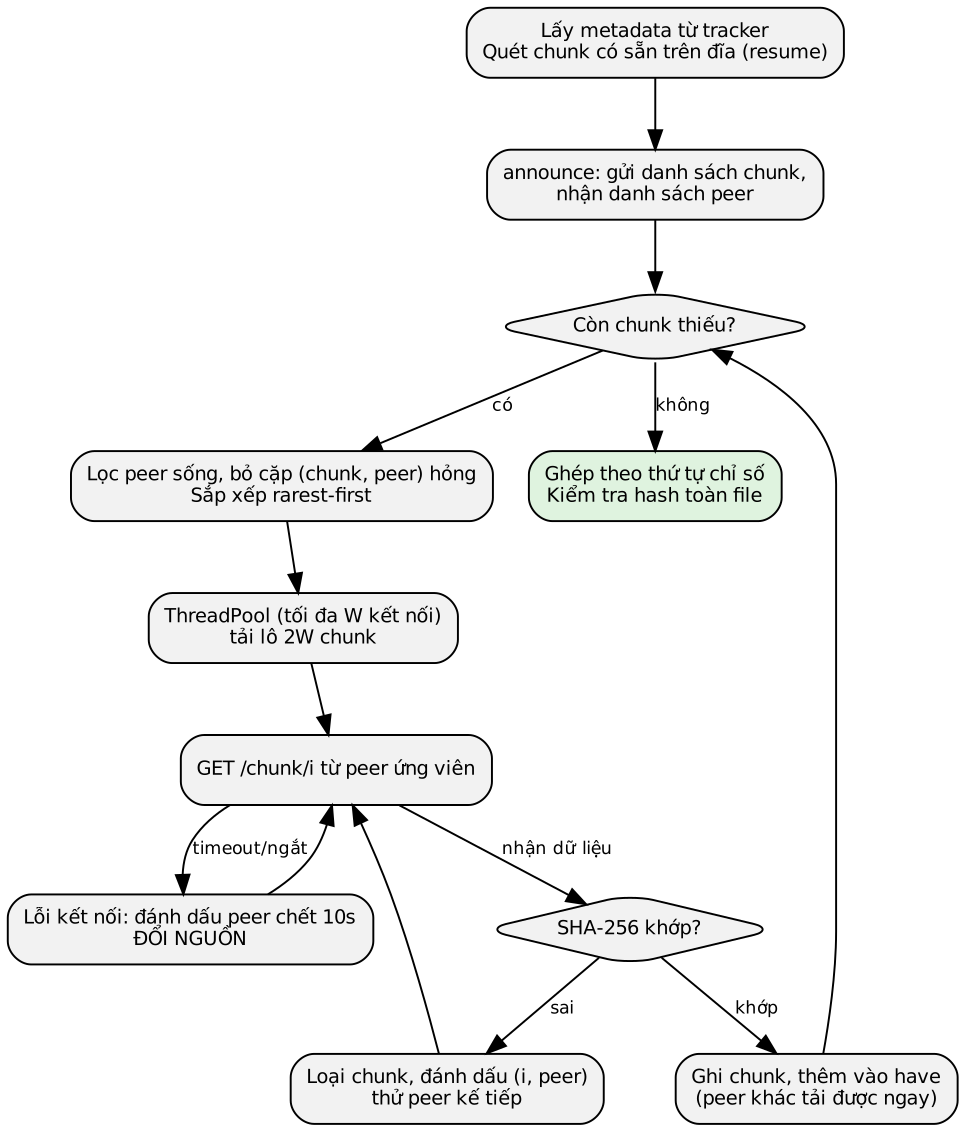 Lấy metadata từ tracker
Quét chunk có sẵn trên đĩa (resume)
announce: gửi danh sách chunk,
nhận danh sách peer
Còn chunk thiếu?
có
không
Lọc peer sống, bỏ cặp (chunk, peer) hỏng
Sắp xếp rarest-first
Ghép theo thứ tự chỉ số
Kiểm tra hash toàn file
ThreadPool (tối đa W kết nối)
tải lô 2W chunk
GET /chunk/i từ peer ứng viên
timeout/ngắt
nhận dữ liệu
Lỗi kết nối: đánh dấu peer chết 10s
ĐỔI NGUỒN
SHA-256 khớp?
sai
khớp
Loại chunk, đánh dấu (i, peer)
thử peer kế tiếp
Ghi chunk, thêm vào have
(peer khác tải được ngay)